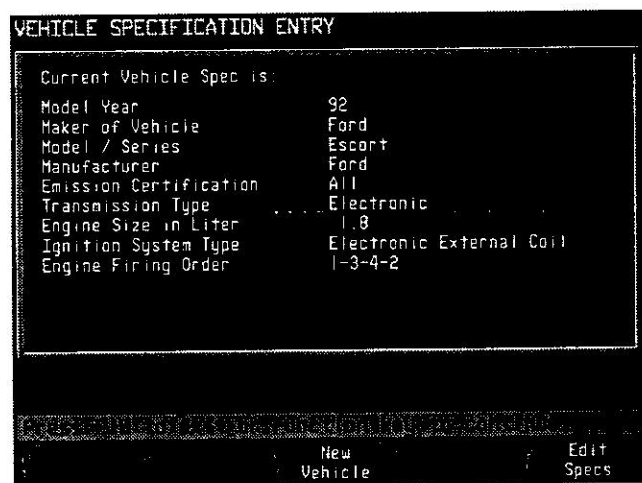 VEHICLE SPECIFICATION ENTRY
Current Vehicle Spec is:
Model Year 92
Maker of Vehicle Ford
Model / Series Escort
Manufacturer Ford
Emission Certification All
Transmission Type Electronic
Engine Size in Liter 1.8
Ignition System Type Electronic External Coil
Engine Firing Order 1-3-4-2
New Edit
Vehicle Specs